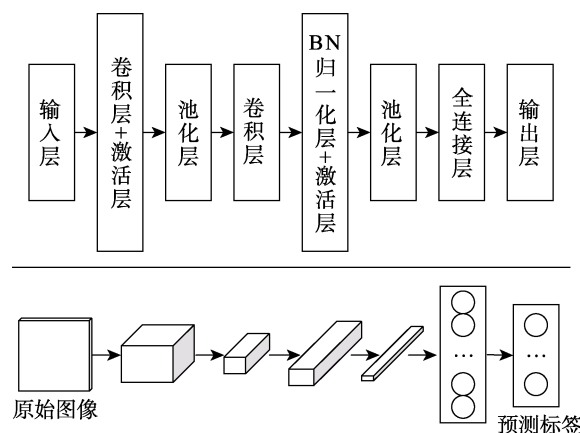 输入层
卷积层+激活层
池化层
卷积层
BN归一化层+激活层
池化层
全连接层
输出层
...
...
原始图像
预测标签